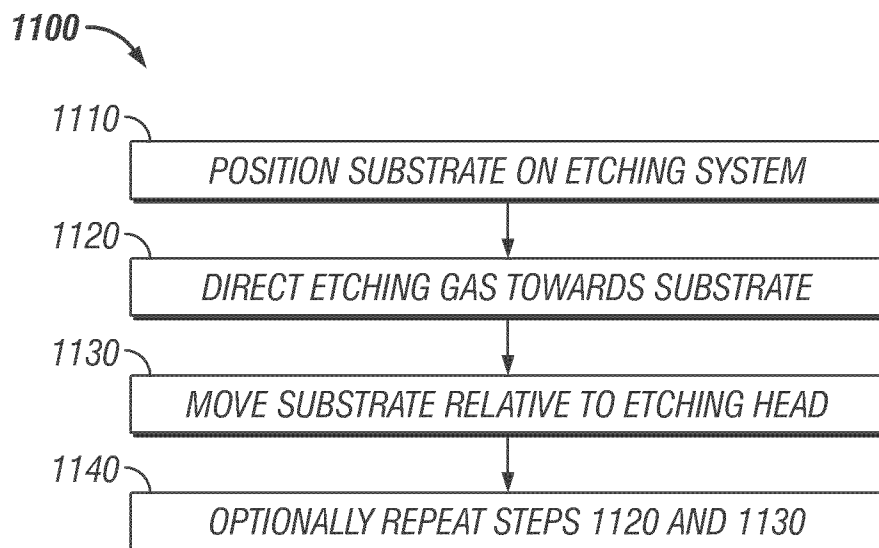 1100
1110
POSITION SUBSTRATE ON ETCHING SYSTEM
1120
DIRECT ETCHING GAS TOWARDS SUBSTRATE
1130
MOVE SUBSTRATE RELATIVE TO ETCHING HEAD
1140
OPTIONALLY REPEAT STEPS 1120 AND 1130